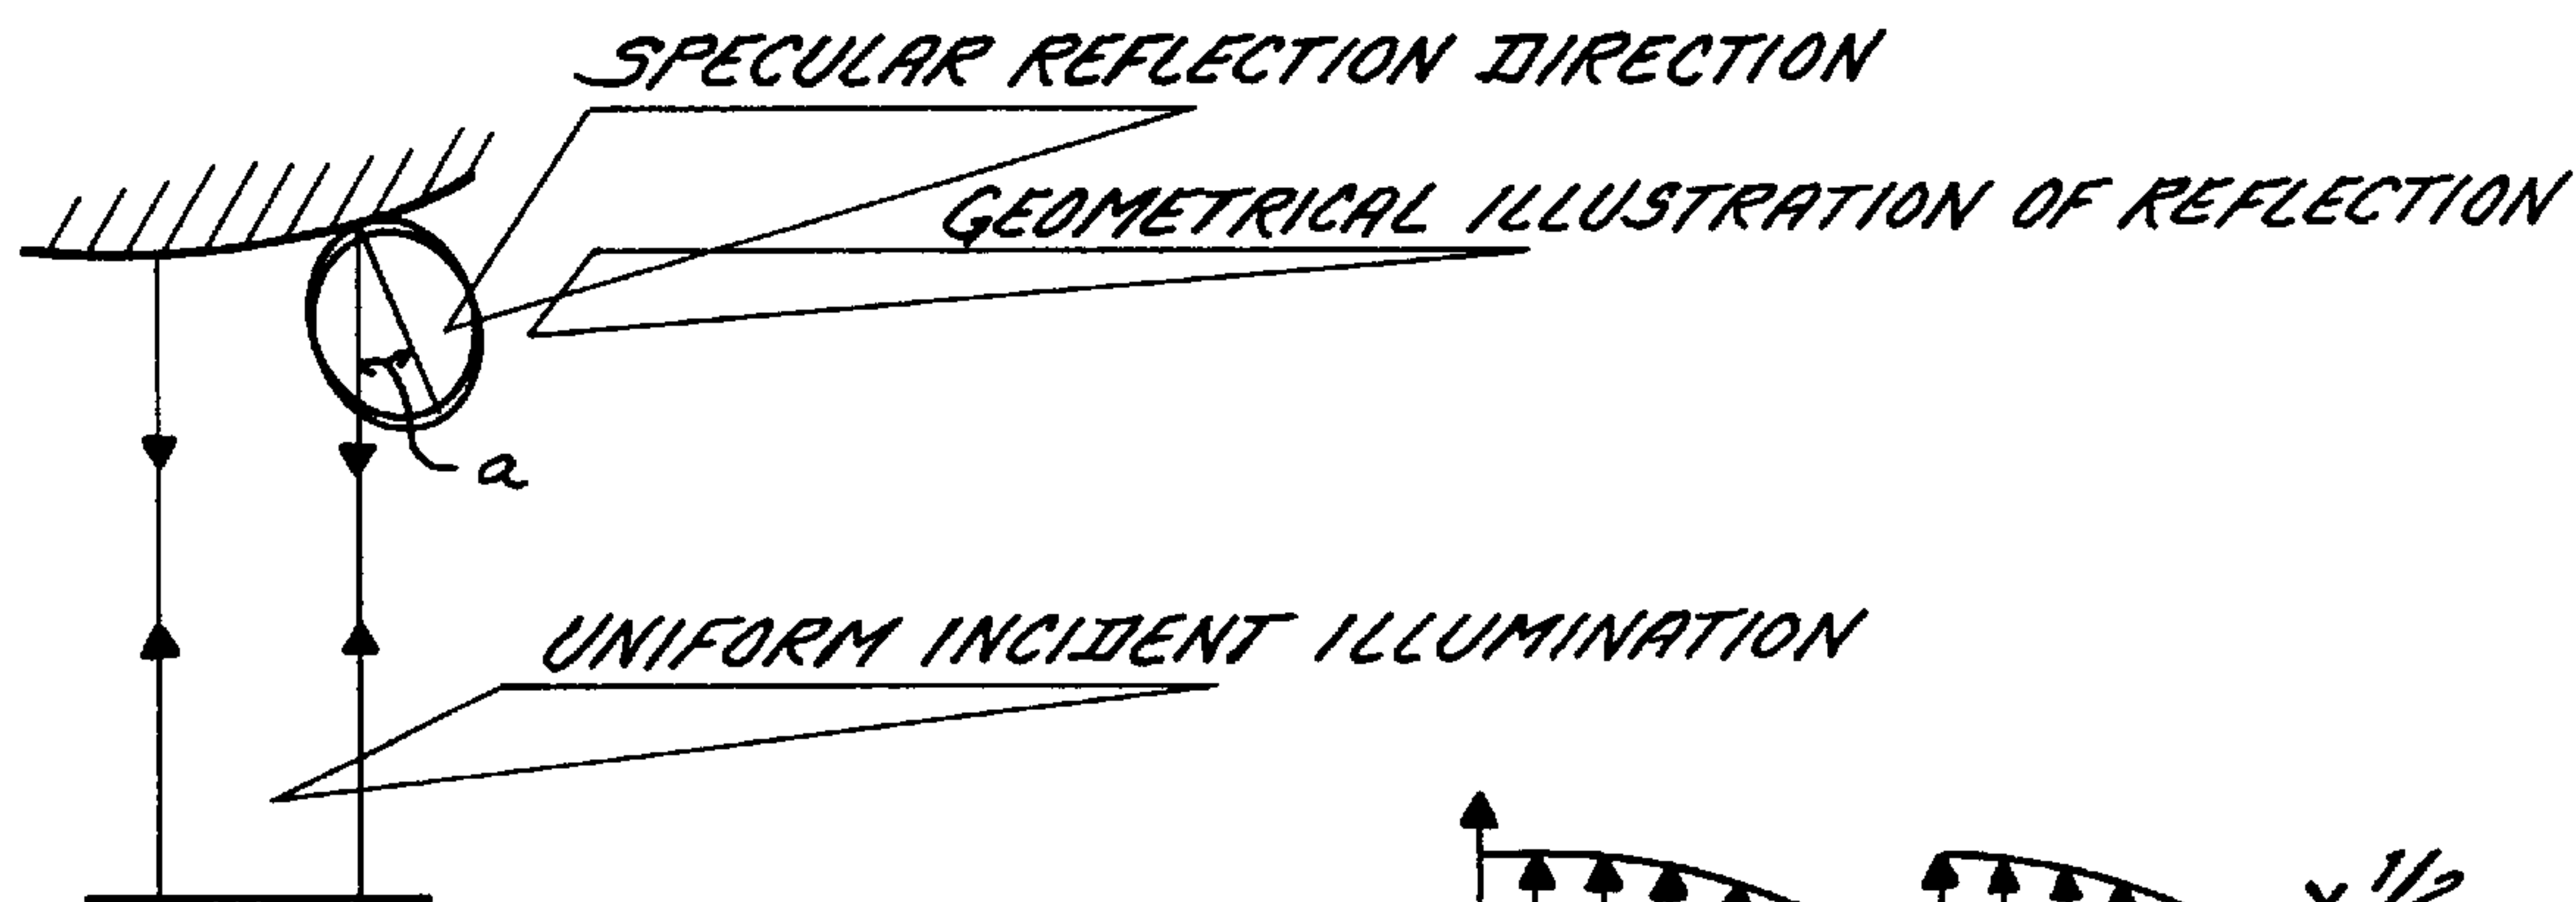 SPECULAR REFLECTION DIRECTION
GEOMETRICAL ILLUSTRATION OF REFLECTION
a
UNIFORM INCIDENT ILLUMINATION
x 1/2